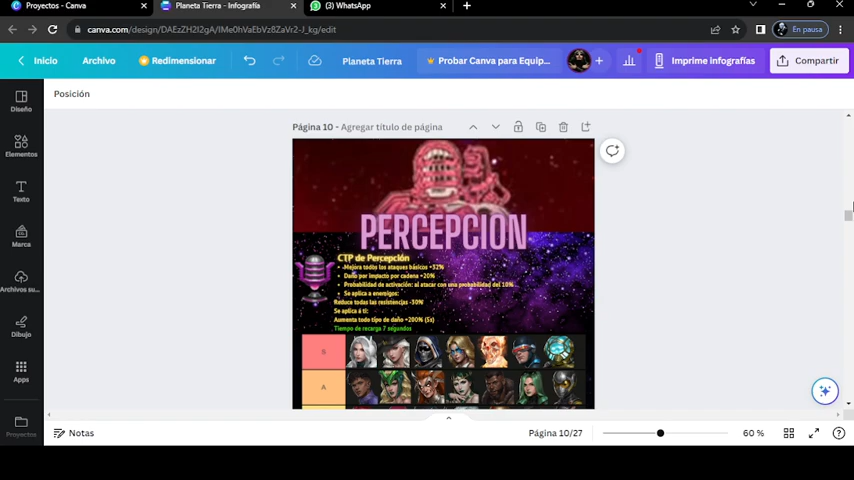 Proyectos - Canva
Planeta Tierra - Infografía
(3) WhatsApp
canva.com/design/DAEzZH2I2gA/IMe0hVaEbVz8ZaVr2-J_kg/edit
En pausa
Inicio
Archivo
Redimensionar
Planeta Tierra
Probar Canva para Equip...
Imprime infografías
Compartir
Posición
Diseño
Elementos
Texto
Marca
Archivos su...
Dibujo
Apps
Proyectos
Página 10 - Agregar título de página
PERCEPCION
CTP de Percepción
Mejora todos los ataques básicos +32%
Daño por impacto por cadena +20%
Probabilidad de activación: al atacar con una probabilidad del 10%
Se aplica a enemigos:
Reduce todas las resistencias -30%
Se aplica á ti:
Aumenta todo tipo de daño +200% (5s)
Tiempo de recarga 7 segundos
S
A
Notas
Página 10/27
60 %